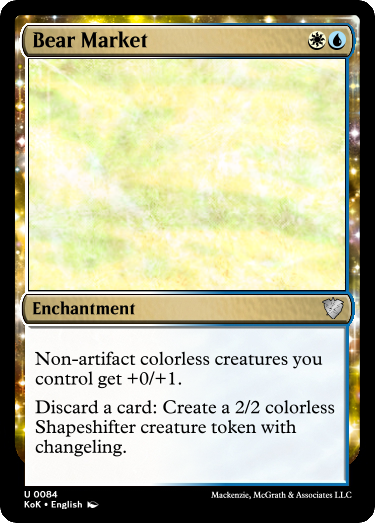 Bear Market
Enchantment
Non-artifact colorless creatures you
control get +0/+1.
Discard a card: Create a 2/2 colorless
Shapeshifter creature token with
changeling.
U 0084
KoK • English
Mackenzie, McGrath & Associates LLC